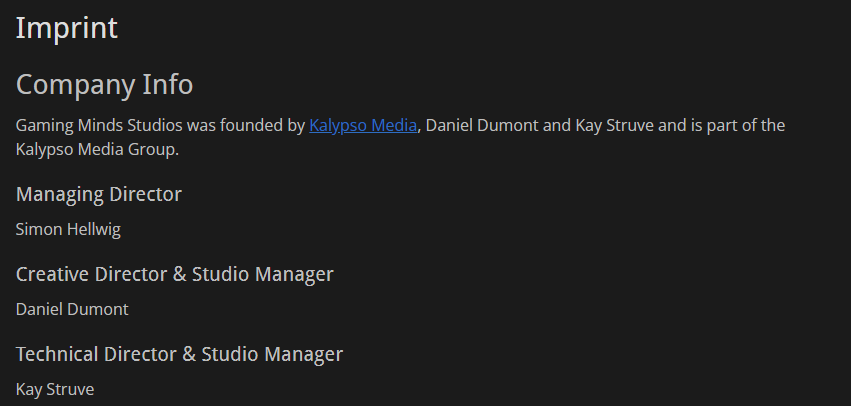 Imprint
Company Info
Gaming Minds Studios was founded by Kalypso Media, Daniel Dumont and Kay Struve and is part of the
Kalypso Media Group.
Managing Director
Simon Hellwig
Creative Director & Studio Manager
Daniel Dumont
Technical Director & Studio Manager
Kay Struve